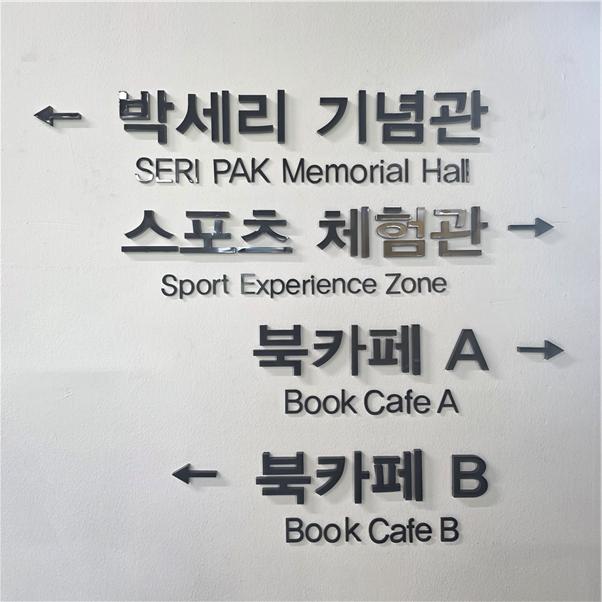 ← 박세리 기념관
SERI PAK Memorial Hall
스포츠 체험관 →
Sport Experience Zone
북카페 A →
Book Cafe A
← 북카페 B
Book Cafe B